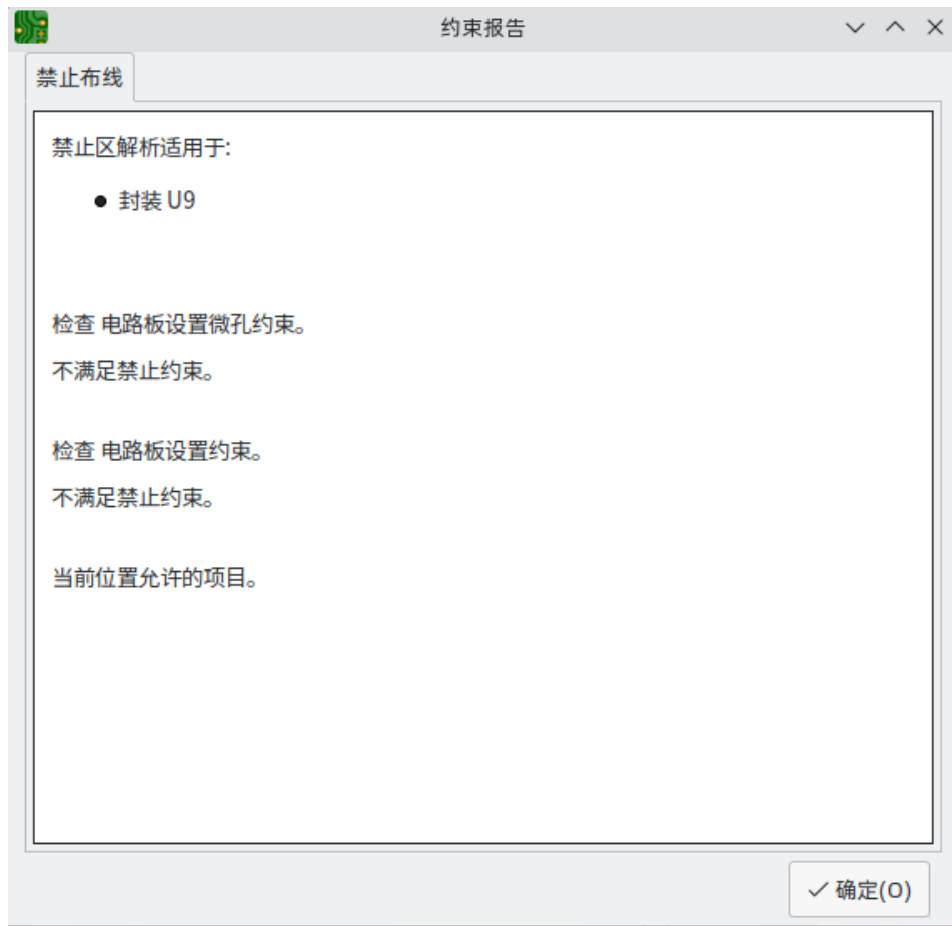 约束报告
禁止布线
禁止区解析适用于:
● 封装 U9
检查 电路板设置微孔约束。
不满足禁止约束。
检查 电路板设置约束。
不满足禁止约束。
当前位置允许的项目。
确定(O)